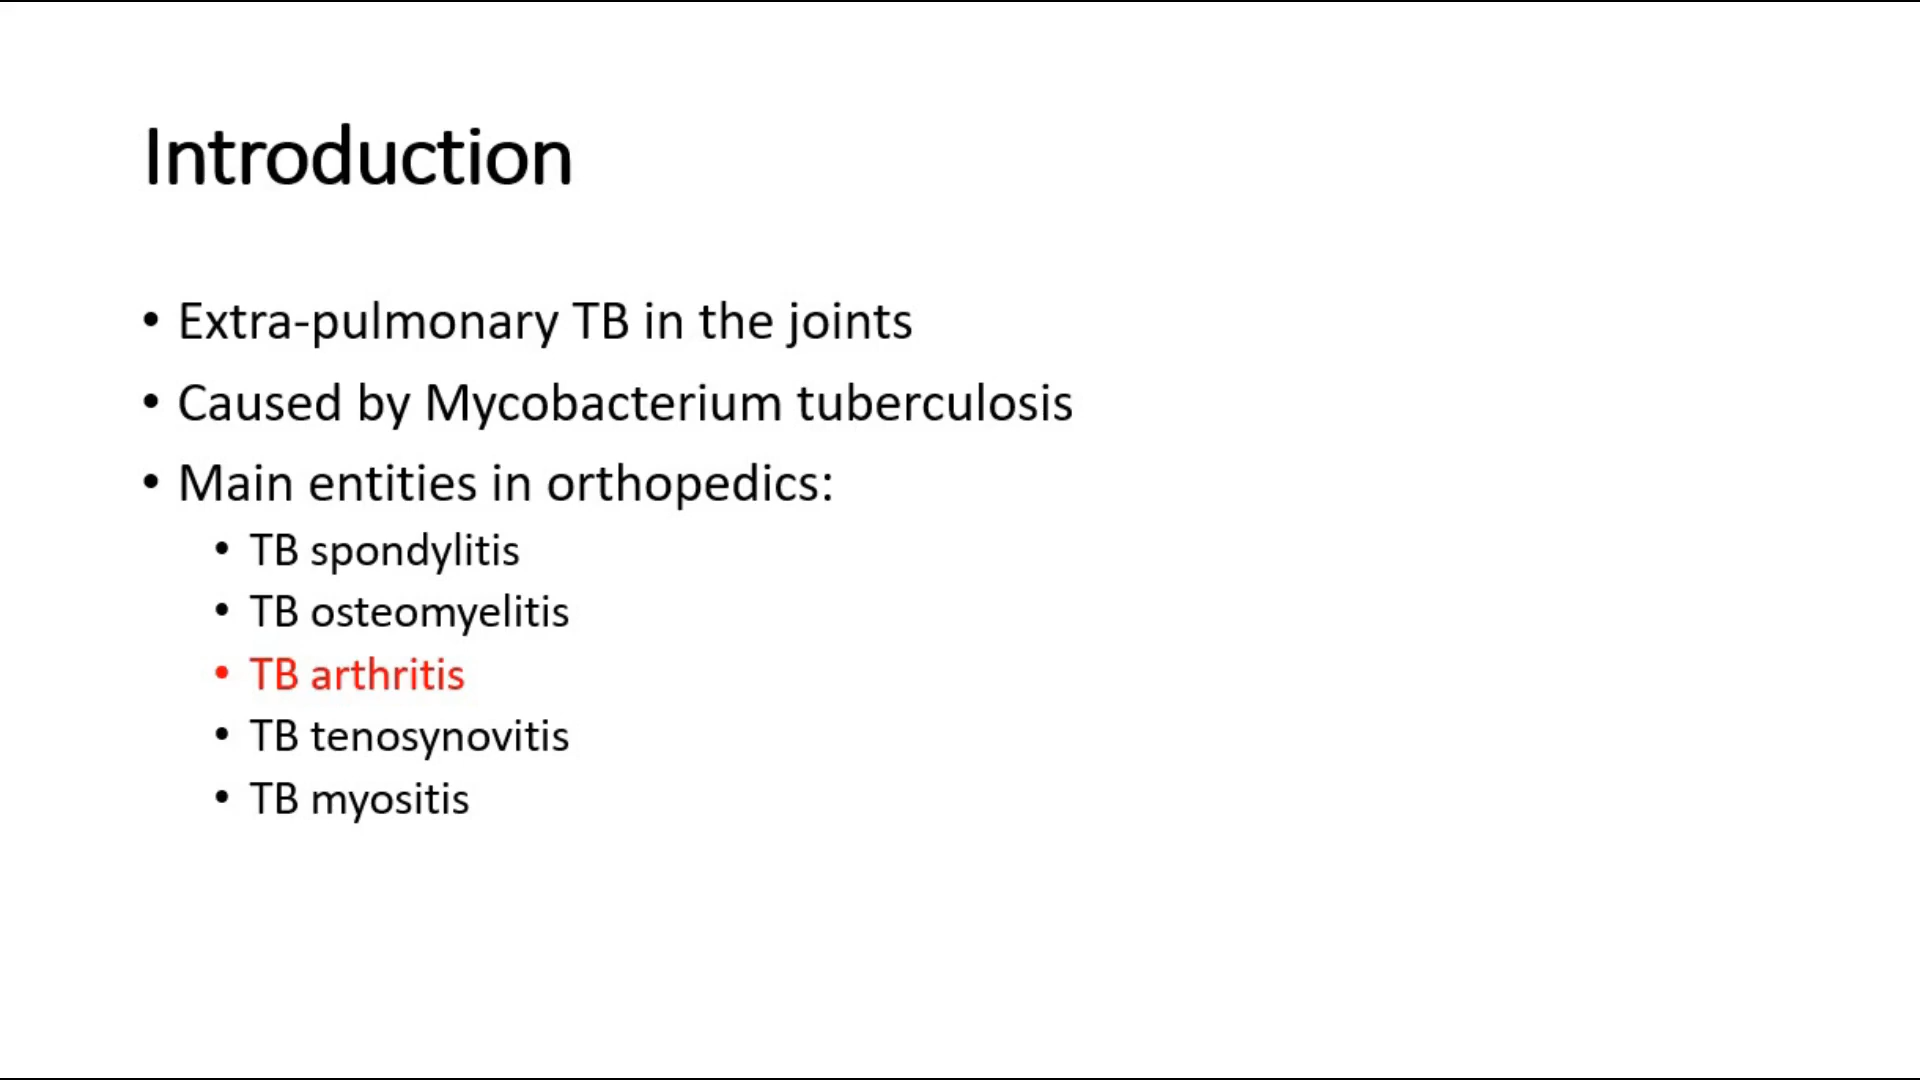 Introduction
• Extra-pulmonary TB in the joints
• Caused by Mycobacterium tuberculosis
• Main entities in orthopedics:
• TB spondylitis
• TB osteomyelitis
• TB arthritis
• TB tenosynovitis
• TB myositis